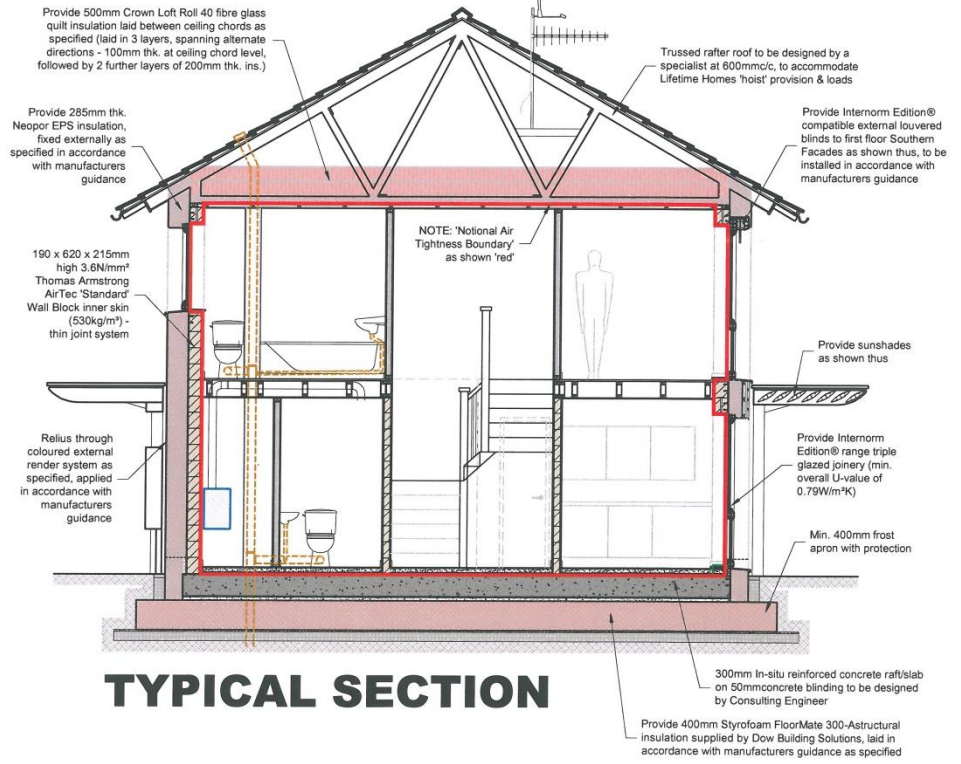 Provide 500mm Crown Loft Roll 40 fibre glass
quilt insulation laid between ceiling chords as
specified (laid in 3 layers, spanning alternate
directions - 100mm thk. at ceiling chord level,
followed by 2 further layers of 200mm thk. ins.)
Trussed rafter roof to be designed by a
specialist at 600mmc/c, to accommodate
Lifetime Homes 'hoist' provision & loads
Provide 285mm thk.
Neopor EPS insulation,
fixed externally as
specified in accordance
with manufacturers
guidance
Provide Internorm Edition®
compatible external louvered
blinds to first floor Southern
Facades as shown thus, to be
installed in accordance with
manufacturers guidance
NOTE: 'Notional Air
Tightness Boundary'
as shown 'red'
190 x 620 x 215mm
high 3.6N/mm²
Thomas Armstrong
AirTec 'Standard'
Wall Block inner skin
(530kg/m³) -
thin joint system
Provide sunshades
as shown thus
Relius through
coloured external
render system as
specified, applied
in accordance with
manufacturers
guidance
Provide Internorm
Edition® range triple
glazed joinery (min.
overall U-value of
0.79W/m²K)
Min. 400mm frost
apron with protection
300mm In-situ reinforced concrete raft/slab
on 50mmconcrete blinding to be designed
by Consulting Engineer
Provide 400mm Styrofoam FloorMate 300-Astructural
insulation supplied by Dow Building Solutions, laid in
accordance with manufacturers guidance as specified
TYPICAL SECTION